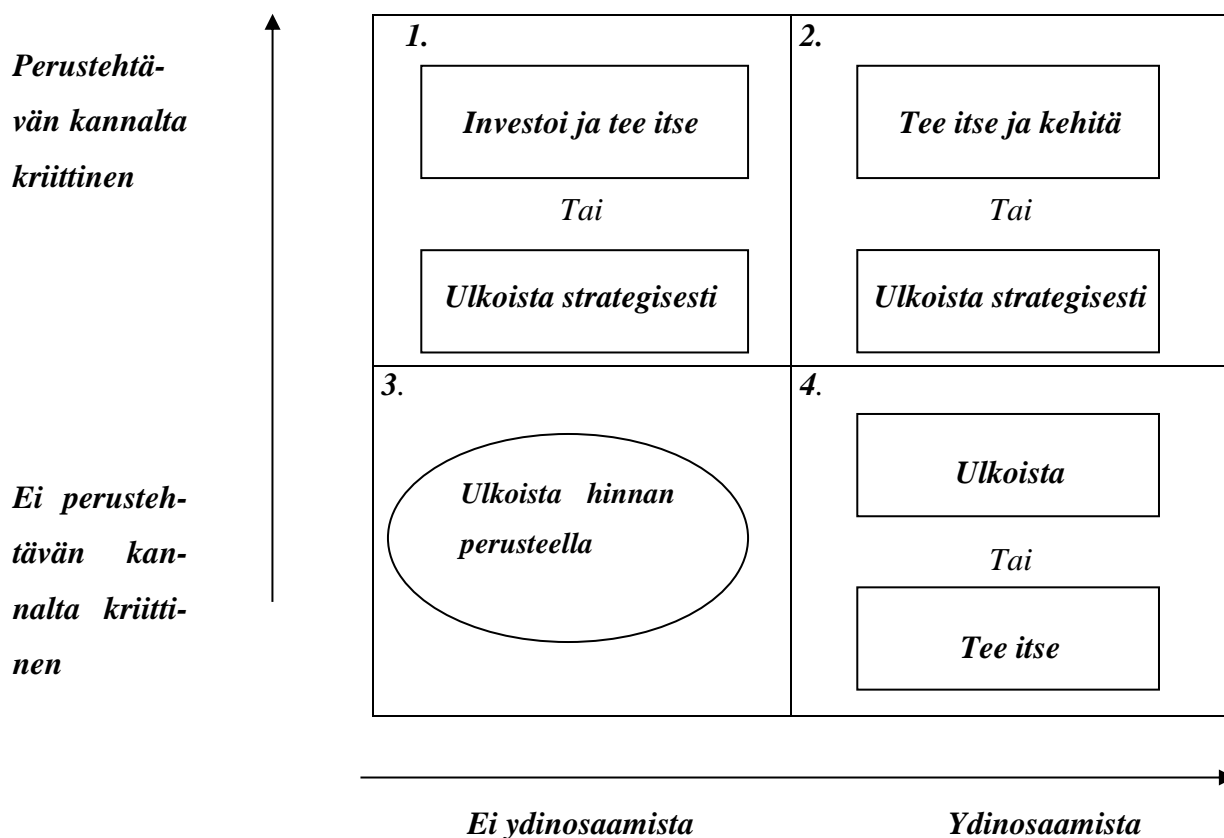 Perustehtä-
vän kannalta
kriittinen
1.
Investoi ja tee itse
Tai
Ulkoista strategisesti
2.
Tee itse ja kehitä
Tai
Ulkoista strategisesti
Ei perusteh-
tävän kan-
nalta kriitti-
nen
3.
Ulkoista hinnan
perusteella
4.
Ulkoista
Tai
Tee itse
Ei ydinosaamista
Ydinosaamista